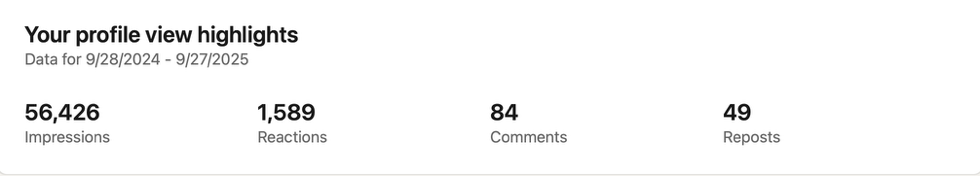 Your profile view highlights
Data for 9/28/2024 - 9/27/2025
56,426 1,589 84 49
Impressions Reactions Comments Reposts